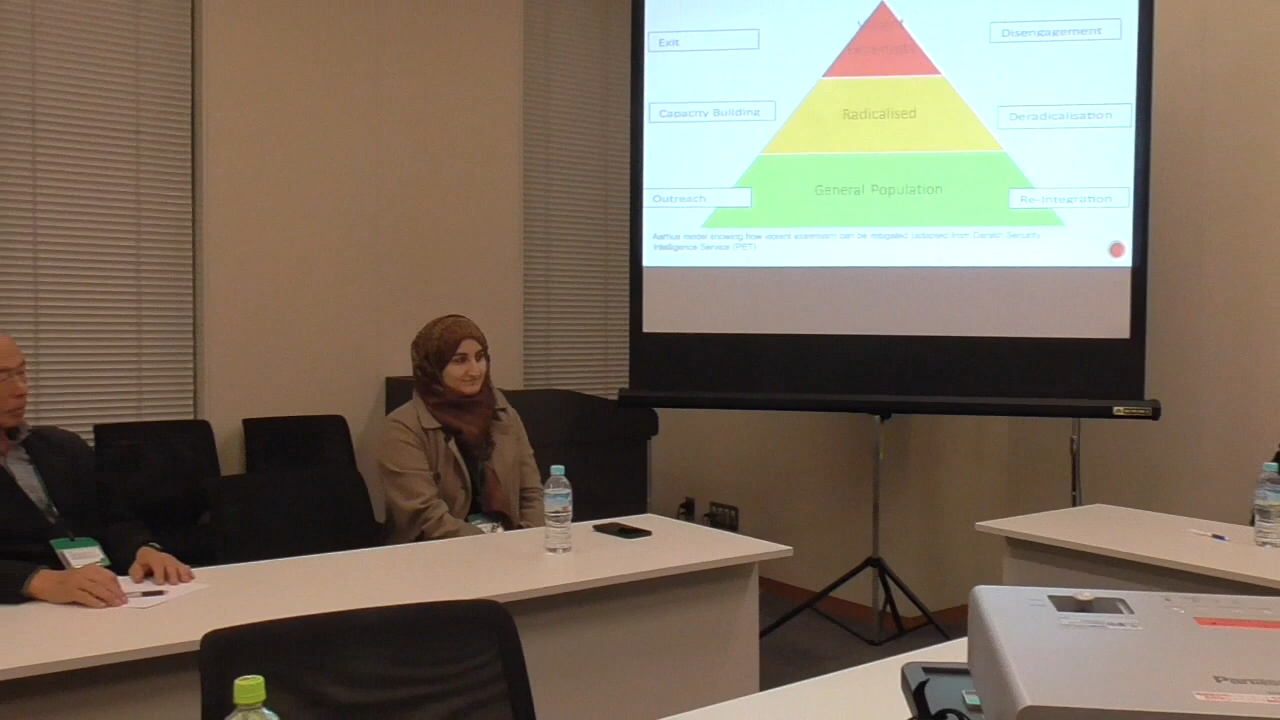 Exit
Disengagement
Capacity Building
Radicalised
Deradicalisation
General Population
Outreach
Re-Integration
Aarhus model showing how violent extremism can be mitigated (adapted from Danish Security
Intelligence Service (PET)
Panas